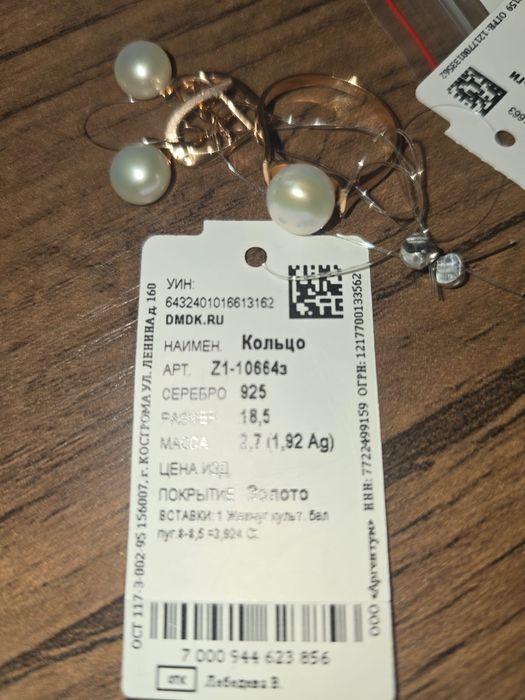 УИН:
6432401016613162
DMDK.RU
НАИМЕН. Кольцо
АРТ. Z1-10664з
СЕРЕБРО 925
РАЗМЕР 18,5
МАССА 2,7 (1,92 Ag)
ЦЕНА ИЗД
ПОКРЫТИЕ Золото
ВСТАВКИ: 1 Жемчуг культ. бел
пуг.8-8,5 =3,924 Ct.
7 000 944 623 856
ОТК Лебедева В.
ОСТ 117-3-002-95 156007, г. КОСТРОМА УЛ. ЛЕНИНА д. 160
ООО «Аргентум» ИНН: 7722499159 ОГРН: 1217700133562
159 ОГРН: 1217700133562